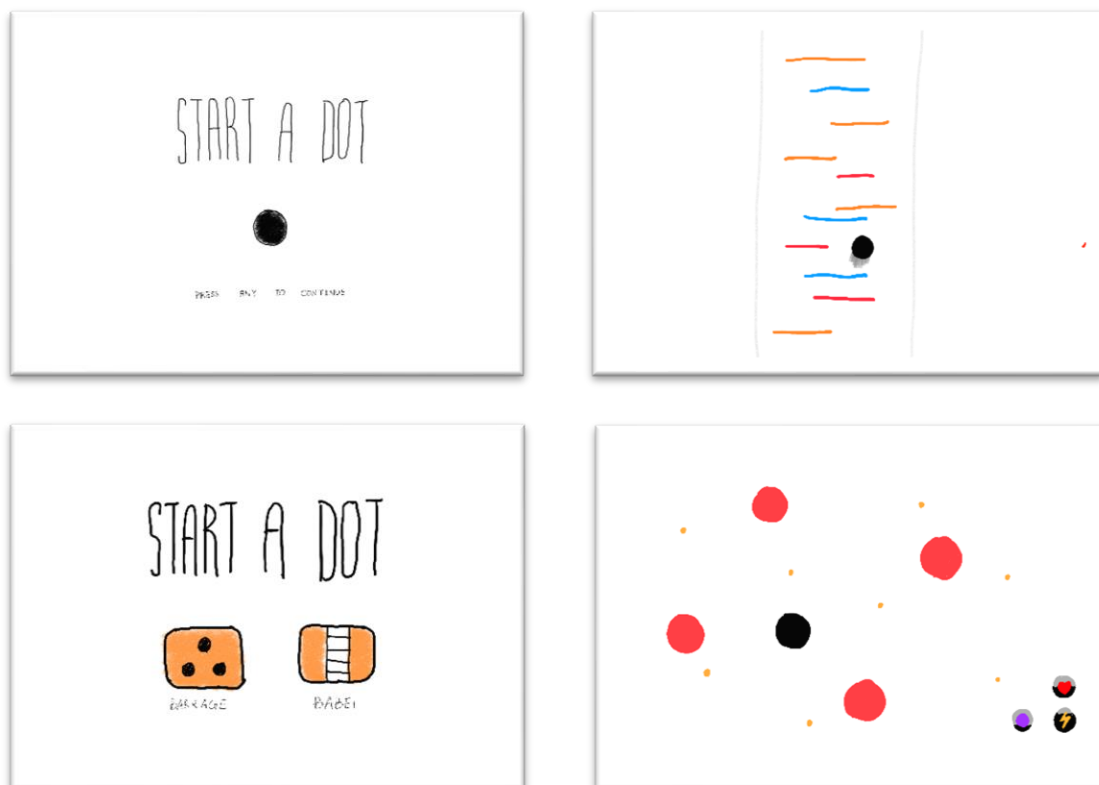 START A DOT
PRESS ANY TO CONTINUE
START A DOT
BARRAGE
BABEL